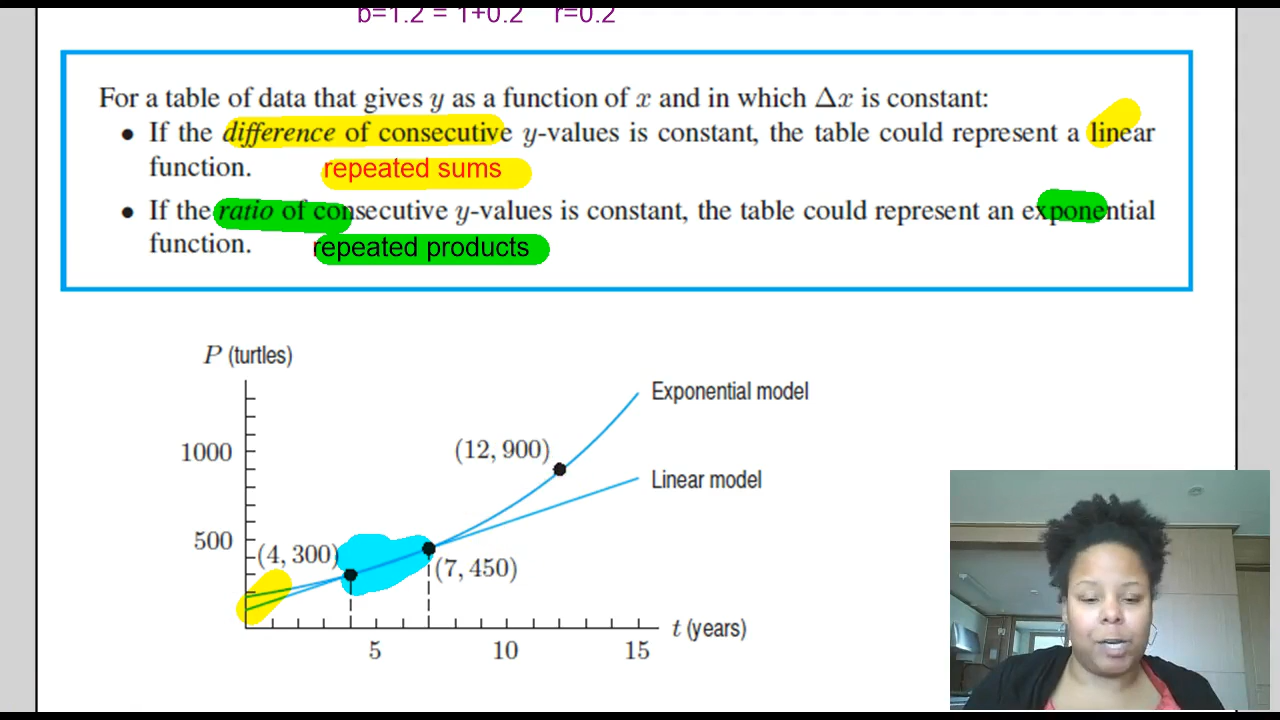 b=1.2 = 1+0.2 r=0.2
For a table of data that gives y as a function of x and in which Δx is constant:
• If the difference of consecutive y-values is constant, the table could represent a linear
function. repeated sums
• If the ratio of consecutive y-values is constant, the table could represent an exponential
function. repeated products
P (turtles)
Exponential model
(12, 900)
1000
Linear model
500
(4, 300)
(7, 450)
t (years)
5 10 15